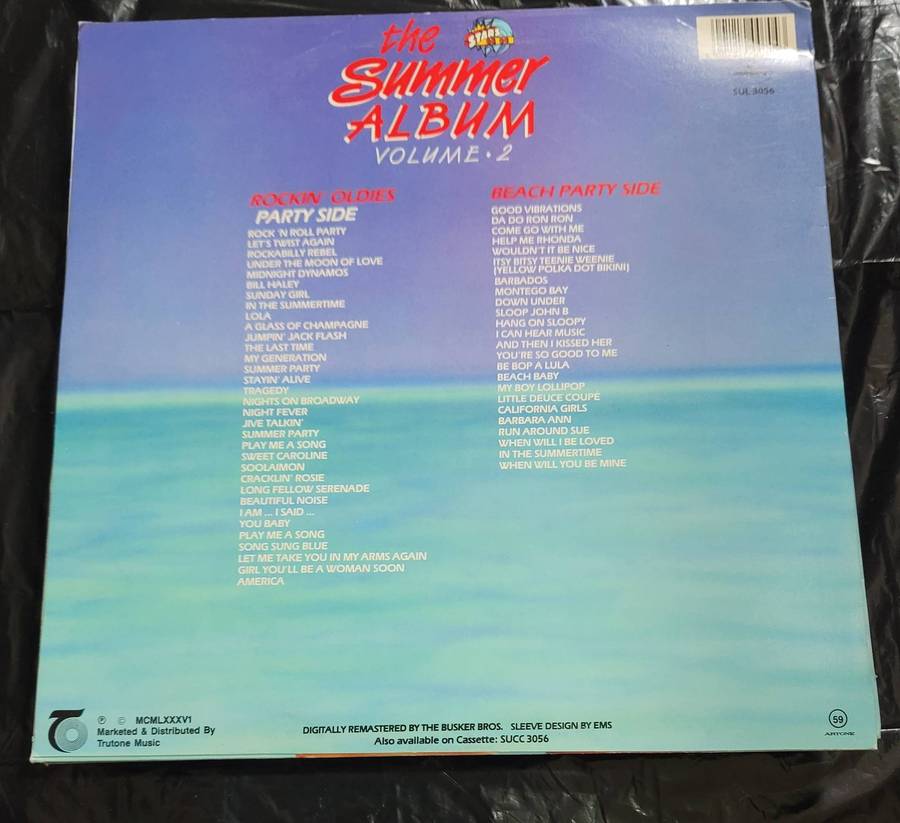 the
STARS
Summer
ALBUM
VOLUME • 2
SUL 3056
ROCKIN' OLDIES
PARTY SIDE
ROCK 'N ROLL PARTY
LET'S TWIST AGAIN
ROCKABILLY REBEL
UNDER THE MOON OF LOVE
MIDNIGHT DYNAMOS
BILL HALEY
SUNDAY GIRL
IN THE SUMMERTIME
LOLA
A GLASS OF CHAMPAGNE
JUMPIN' JACK FLASH
THE LAST TIME
MY GENERATION
SUMMER PARTY
STAYIN' ALIVE
TRAGEDY
NIGHTS ON BROADWAY
NIGHT FEVER
JIVE TALKIN'
SUMMER PARTY
PLAY ME A SONG
SWEET CAROLINE
SOOLAIMON
CRACKLIN' ROSIE
LONG FELLOW SERENADE
BEAUTIFUL NOISE
I AM ... I SAID ...
YOU BABY
PLAY ME A SONG
SONG SUNG BLUE
LET ME TAKE YOU IN MY ARMS AGAIN
GIRL YOU'LL BE A WOMAN SOON
AMERICA
BEACH PARTY SIDE
GOOD VIBRATIONS
DA DO RON RON
COME GO WITH ME
HELP ME RHONDA
WOULDN'T IT BE NICE
ITSY BITSY TEENIE WEENIE
(YELLOW POLKA DOT BIKINI)
BARBADOS
MONTEGO BAY
DOWN UNDER
SLOOP JOHN B
HANG ON SLOOPY
I CAN HEAR MUSIC
AND THEN I KISSED HER
YOU'RE SO GOOD TO ME
BE BOP A LULA
BEACH BABY
MY BOY LOLLIPOP
LITTLE DEUCE COUPE
CALIFORNIA GIRLS
BARBARA ANN
RUN AROUND SUE
WHEN WILL I BE LOVED
IN THE SUMMERTIME
WHEN WILL YOU BE MINE
℗ © MCMLXXXV1
Marketed & Distributed By
Trutone Music
DIGITALLY REMASTERED BY THE BUSKER BROS. SLEEVE DESIGN BY EMS
Also available on Cassette: SUCC 3056
59
ARTONE